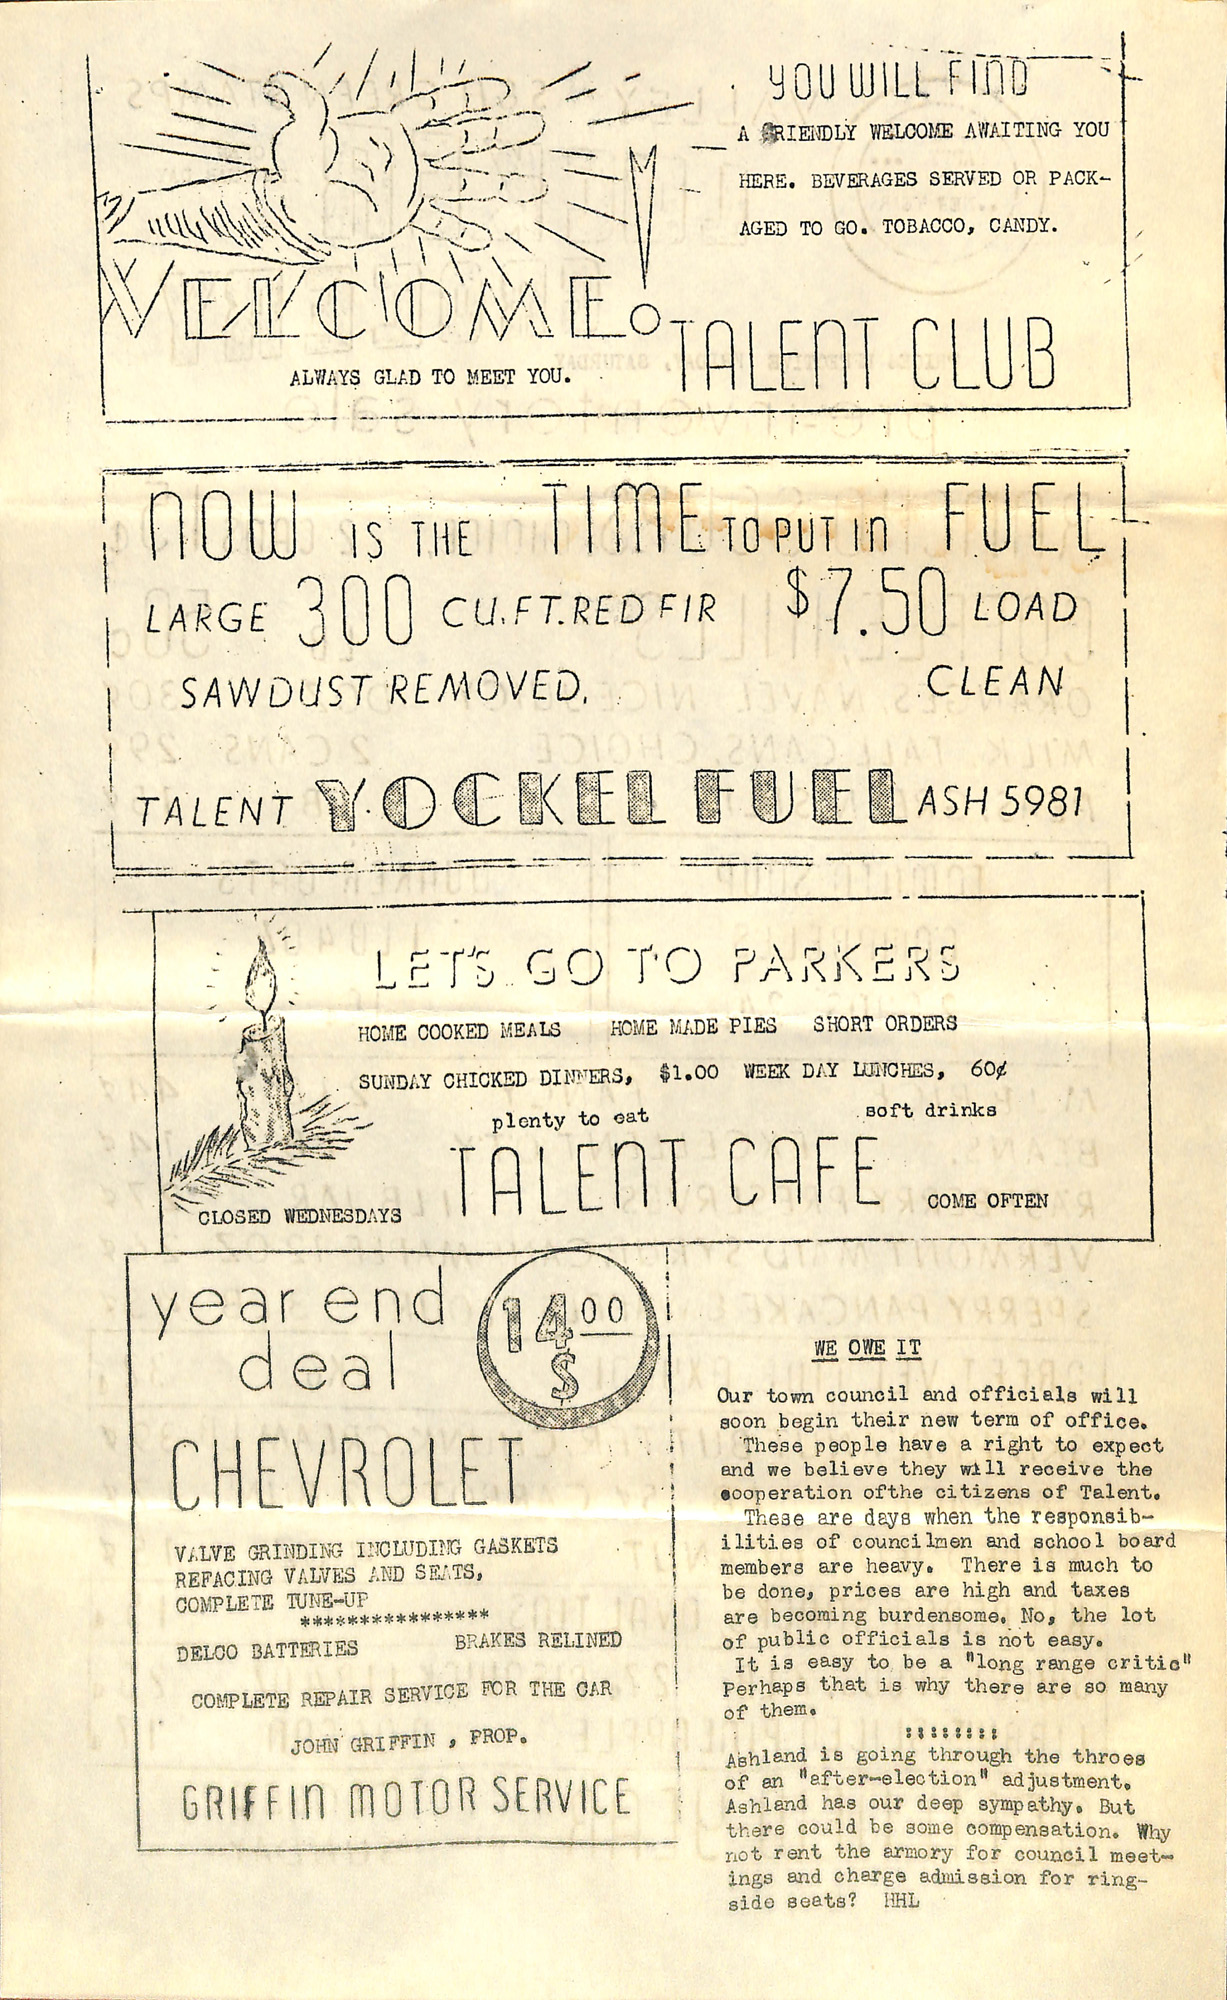 YOU WILL FIND
A FRIENDLY WELCOME AWAITING YOU
HERE. BEVERAGES SERVED OR PACK-
AGED TO GO. TOBACCO, CANDY.
WELCOME!
TALENT CLUB
ALWAYS GLAD TO MEET YOU.
NOW IS THE TIME TO PUT in FUEL
LARGE 300 CU.FT. RED FIR $7.50 LOAD
SAWDUST REMOVED. CLEAN
TALENT YOCKEL FUEL ASH 5981
LET'S GO TO PARKERS
HOME COOKED MEALS HOME MADE PIES SHORT ORDERS
SUNDAY CHICKED DINNERS, $1.00 WEEK DAY LUNCHES, 60¢
plenty to eat soft drinks
TALENT CAFE
CLOSED WEDNESDAYS COME OFTEN
year end
deal
14 00
$
CHEVROLET
VALVE GRINDING INCLUDING GASKETS
REFACING VALVES AND SEATS,
COMPLETE TUNE-UP
****************
DELCO BATTERIES BRAKES RELINED
COMPLETE REPAIR SERVICE FOR THE CAR
JOHN GRIFFIN , PROP.
GRIFFIN MOTOR SERVICE
WE OWE IT
Our town council and officials will
soon begin their new term of office.
These people have a right to expect
and we believe they will receive the
cooperation ofthe citizens of Talent.
These are days when the responsib-
ilities of councilmen and school board
members are heavy. There is much to
be done, prices are high and taxes
are becoming burdensome. No, the lot
of public officials is not easy.
It is easy to be a "long range critic"
Perhaps that is why there are so many
of them.
::::::::
Ashland is going through the throes
of an "after-election" adjustment.
Ashland has our deep sympathy. But
there could be some compensation. Why
not rent the armory for council meet-
ings and charge admission for ring-
side seats? HHL